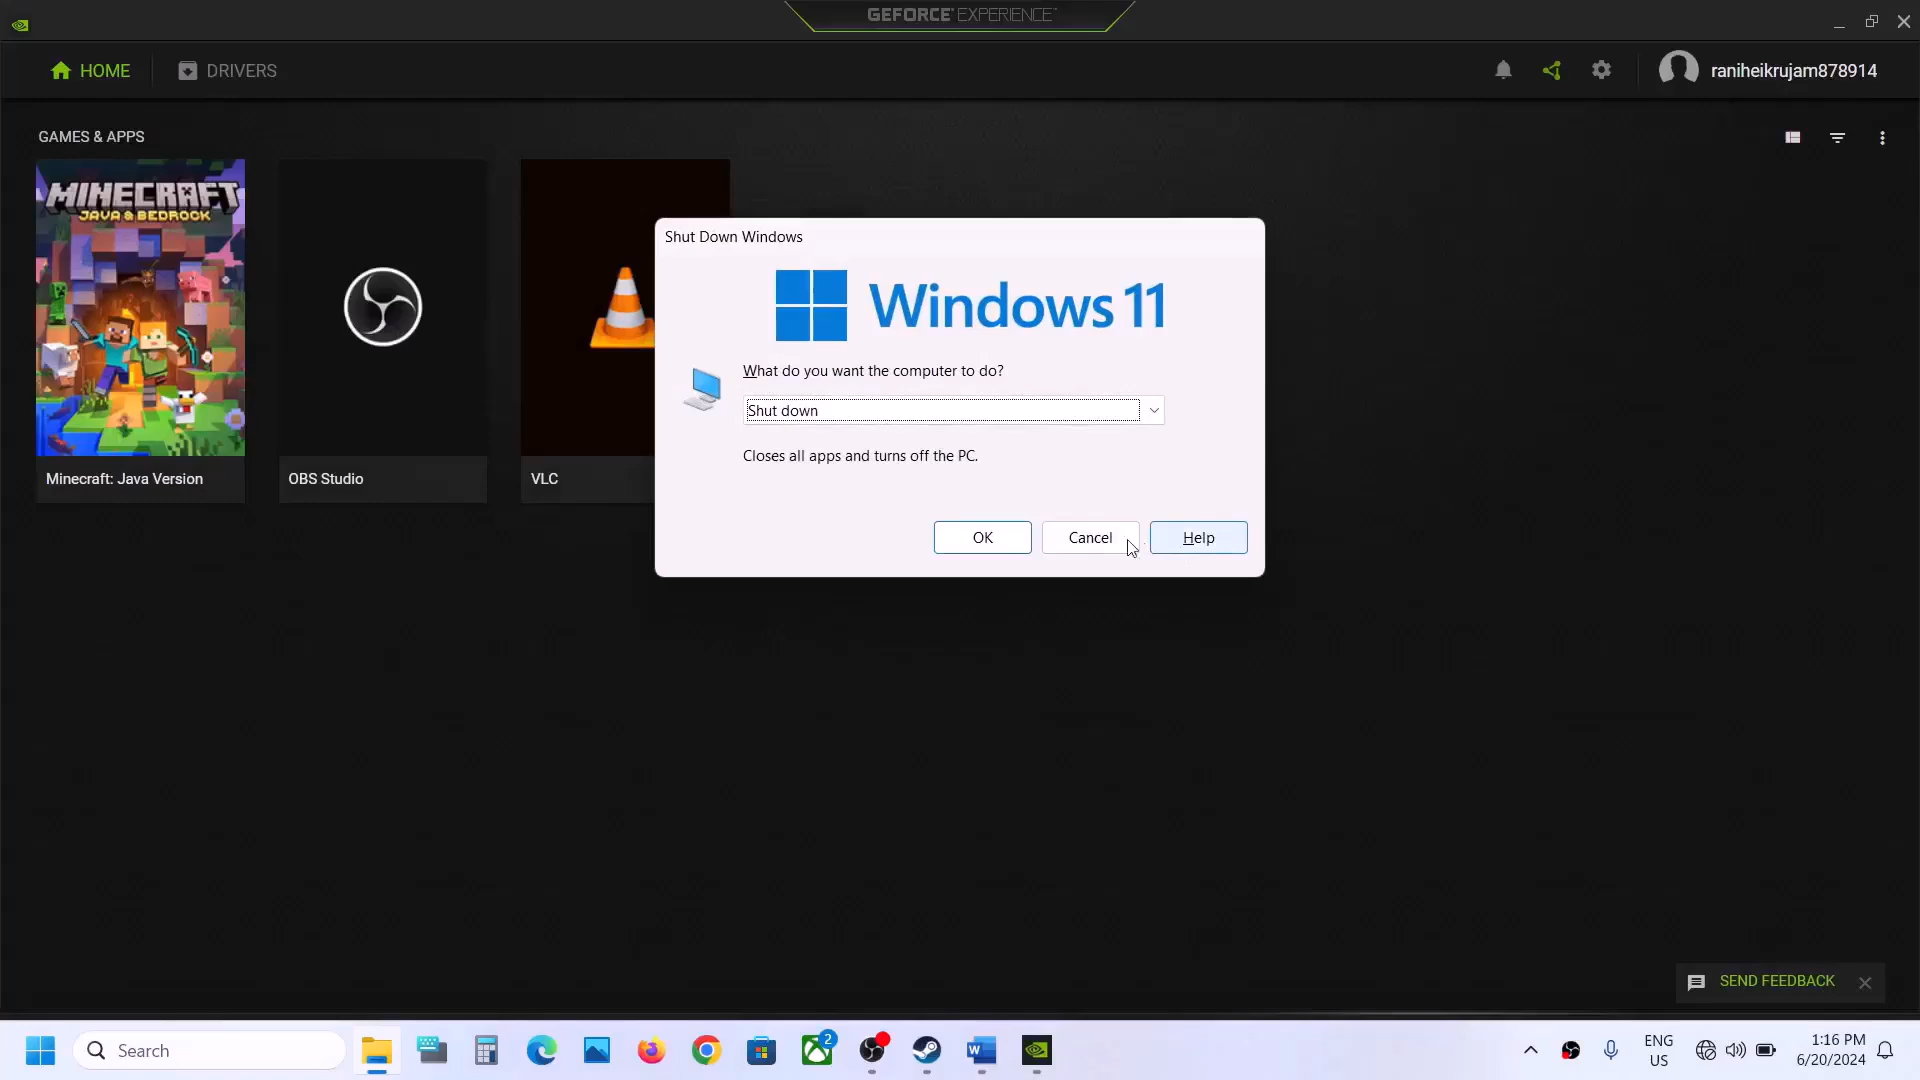 GEFORCE EXPERIENCE
HOME
DRIVERS
raniheikrujam878914
GAMES & APPS
MINECRAFT
JAVA & BEDROCK
Minecraft: Java Version
OBS Studio
VLC
Shut Down Windows
Windows 11
What do you want the computer to do?
Shut down
Closes all apps and turns off the PC.
OK
Cancel
Help
SEND FEEDBACK
Search
2
W
ENG
US
1:16 PM
6/20/2024